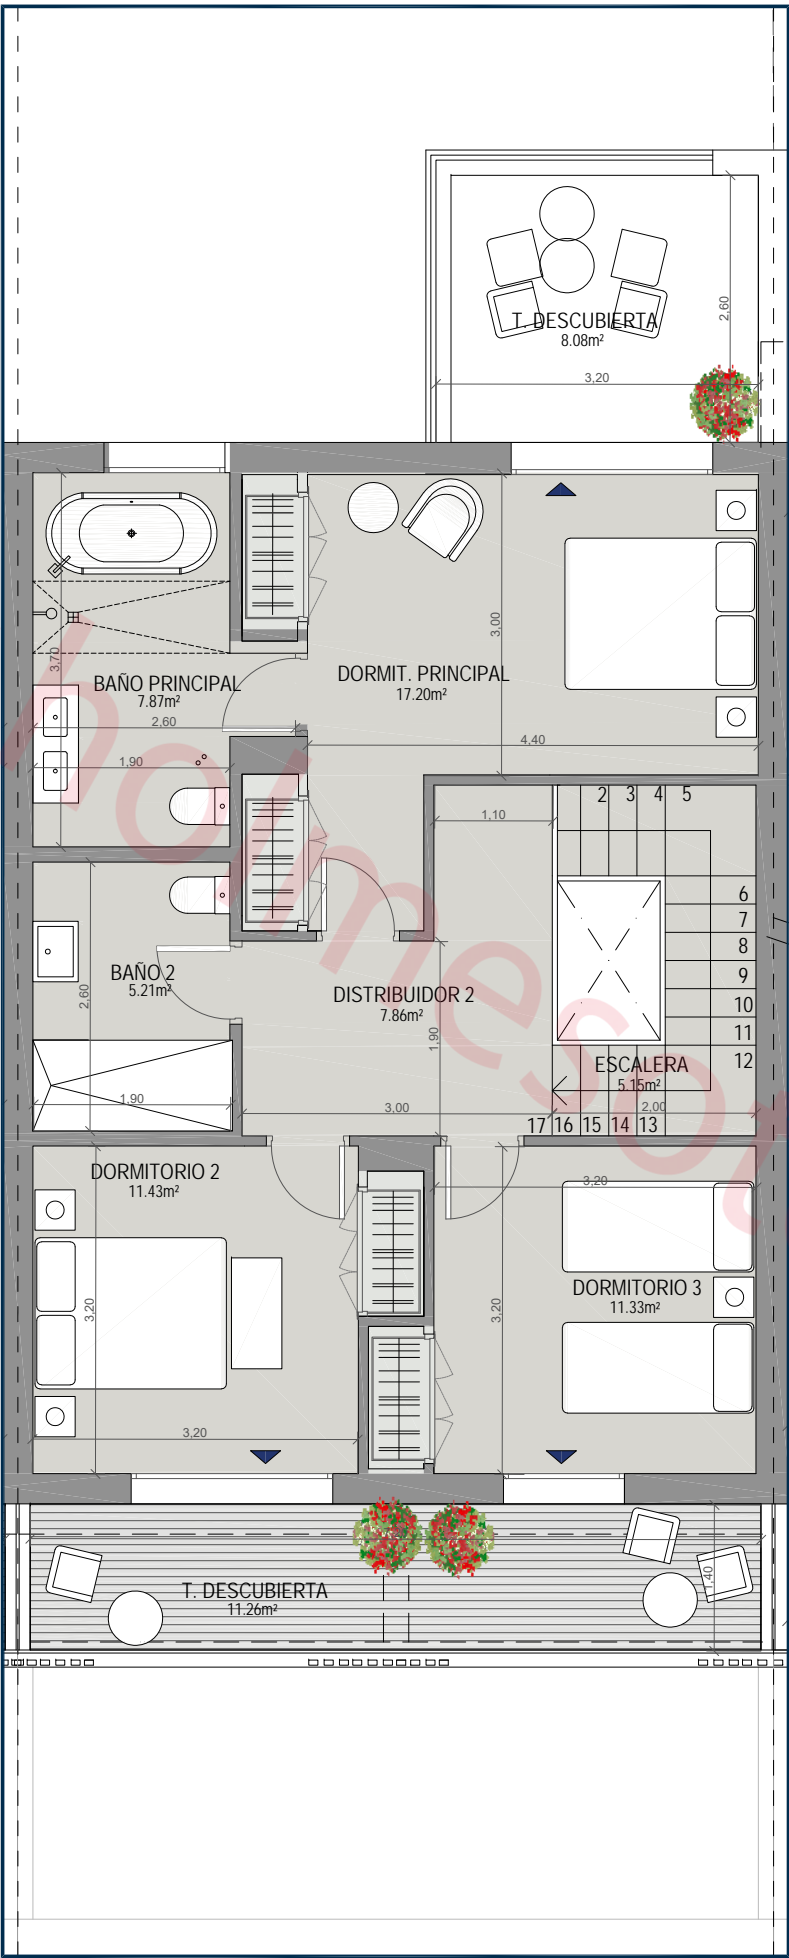 2,60
T. DESCUBIERTA
8.08m²
3,20
3,00
3,70
DORMIT. PRINCIPAL
17.20m²
BAÑO PRINCIPAL
7.87m²
2,60
4,40
1,90
2 3 4 5
1,10
6
7
8
9
10
11
12
BAÑO 2
5.21m²
2,60
DISTRIBUIDOR 2
7.86m²
1,90
ESCALERA
5.15m²
1,90
3,00
2,00
17 16 15 14 13
DORMITORIO 2
11.43m²
3,20
DORMITORIO 3
11.33m²
3,20
3,20
3,20
T. DESCUBIERTA
11.26m²
1,40
holmesot